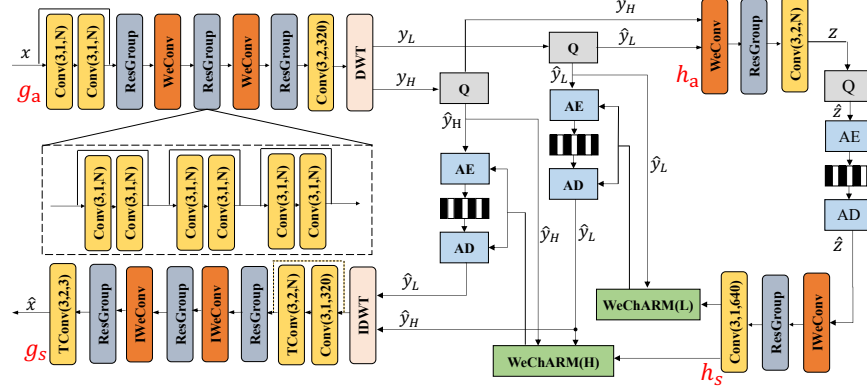 x
g_a
Conv(3,1,N)
Conv(3,1,N)
ResGroup
WeConv
ResGroup
WeConv
ResGroup
Conv(3,2,320)
DWT
y_L
y_H
Q
y_H
Q
ŷ_L
h_a
WeConv
ResGroup
Conv(3,2,N)
z
Q
ẑ
AE
AD
ẑ
ŷ_H
AE
AD
ŷ_L
AE
AD
ŷ_L
ŷ_H
ŷ_L
Conv(3,1,N)
Conv(3,1,N)
Conv(3,1,N)
Conv(3,1,N)
Conv(3,1,N)
Conv(3,1,N)
x̂
g_s
TConv(3,2,3)
ResGroup
IWeConv
ResGroup
IWeConv
ResGroup
TConv(3,2,N)
Conv(3,1,320)
IDWT
ŷ_L
ŷ_H
WeChARM(H)
WeChARM(L)
h_s
Conv(3,1,640)
ResGroup
IWeConv